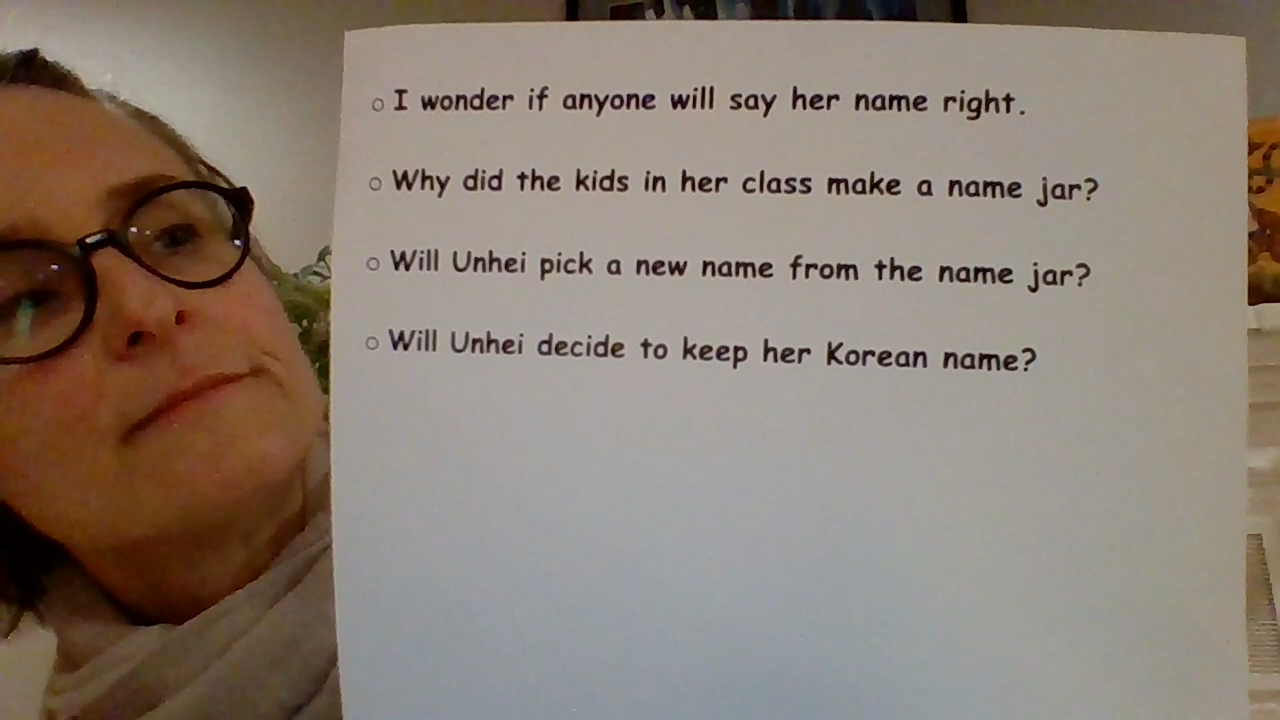 ○ I wonder if anyone will say her name right.
○ Why did the kids in her class make a name jar?
○ Will Unhei pick a new name from the name jar?
○ Will Unhei decide to keep her Korean name?